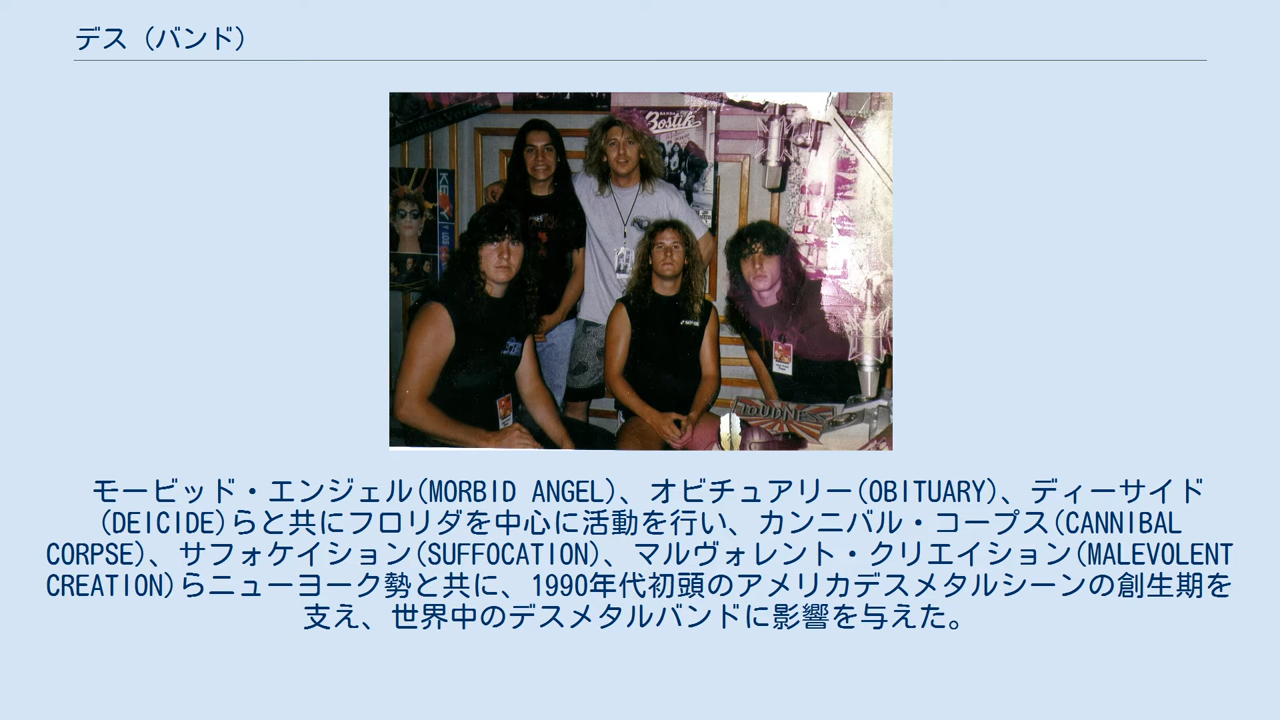 デス（バンド）
Bostik
KEY
LOUDNESS
モービッド・エンジェル(MORBID ANGEL)、オビチュアリー(OBITUARY)、ディーサイド
(DEICIDE)らと共にフロリダを中心に活動を行い、カンニバル・コープス(CANNIBAL
CORPSE)、サフォケイション(SUFFOCATION)、マルヴォレント・クリエイション(MALEVOLENT
CREATION)らニューヨーク勢と共に、1990年代初頭のアメリカデスメタルシーンの創生期を
支え、世界中のデスメタルバンドに影響を与えた。